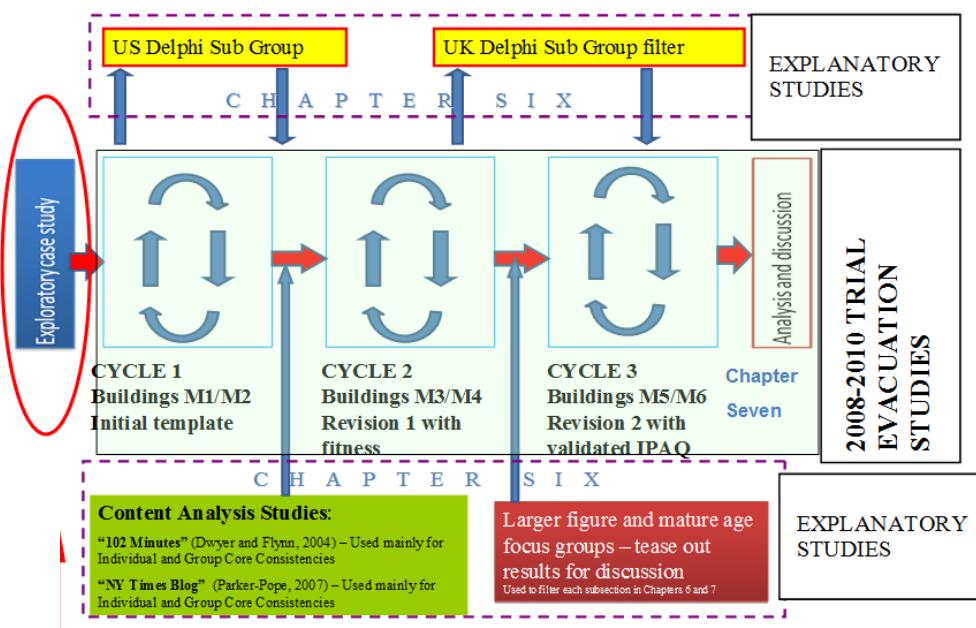 US Delphi Sub Group
UK Delphi Sub Group filter
EXPLANATORY
STUDIES
CHAPTER SIX
Exploratory case study
CYCLE 1
Buildings M1/M2
Initial template
CYCLE 2
Buildings M3/M4
Revision 1 with
fitness
CYCLE 3
Buildings M5/M6
Revision 2 with
validated IPAQ
Analysis and discussion
Chapter
Seven
2008-2010 TRIAL
EVACUATION
STUDIES
CHAPTER SIX
Content Analysis Studies:
“102 Minutes” (Dwyer and Flynn, 2004) – Used mainly for
Individual and Group Core Consistencies
“NY Times Blog” (Parker-Pope, 2007) – Used mainly for
Individual and Group Core Consistencies
Larger figure and mature age
focus groups – tease out
results for discussion
Used to filter each subsection in Chapters 6 and 7
EXPLANATORY
STUDIES